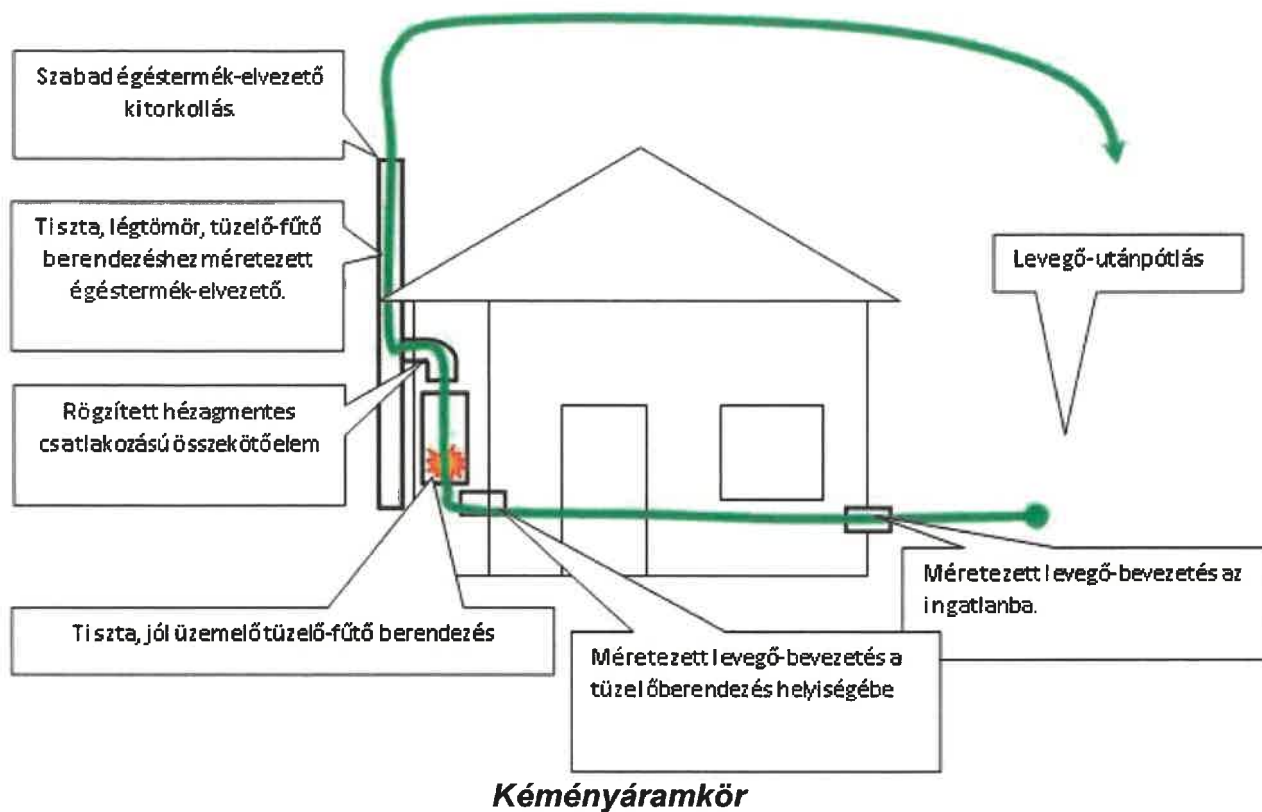 Szabad égéstermék-elvezető
kitorkollás.
Tiszta, légtömör, tüzelő-fűtő
berendezéshez méretezett
égéstermék-elvezető.
Levegő-utánpótlás
Rögzített hézagmentes
csatlakozású összekötőelem
Méretezett levegő-bevezetés az
ingatlanba.
Tiszta, jól üzemelő tüzelő-fűtő berendezés
Méretezett levegő-bevezetés a
tüzelőberendezés helyiségébe
Kéményáramkör